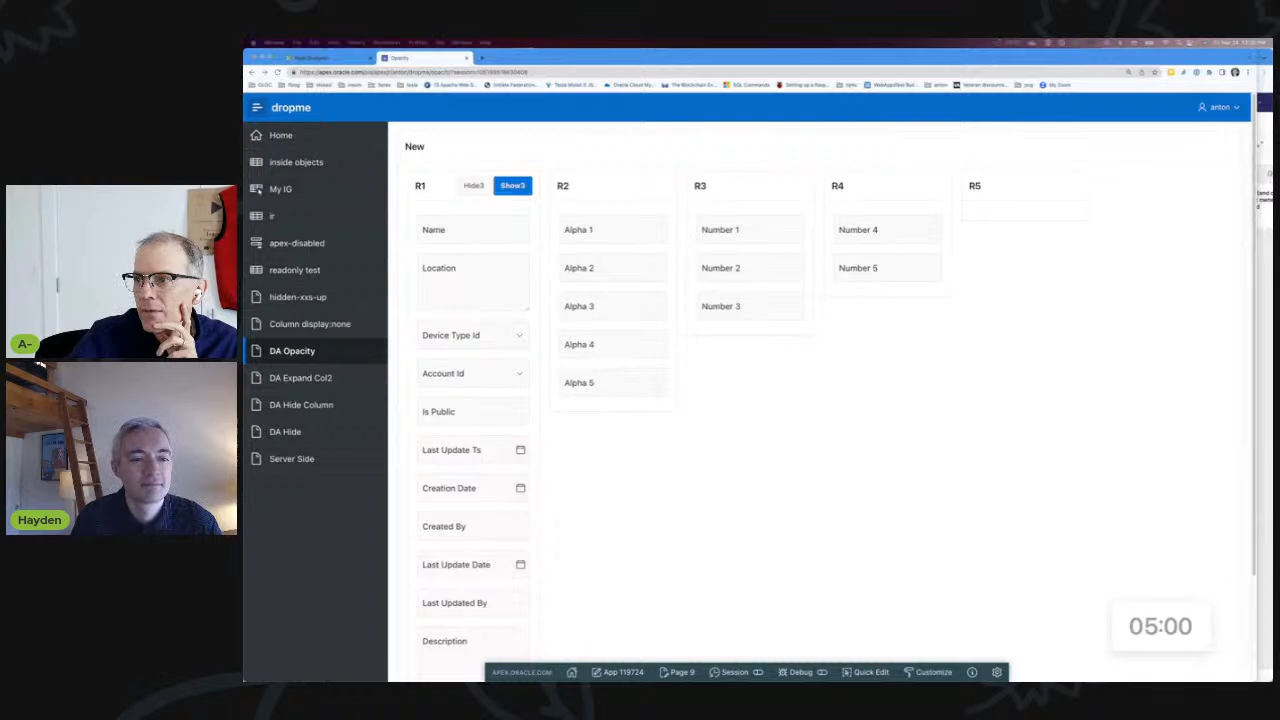 Opacity
dropme
anton
Home
inside objects
My IG
ir
apex-disabled
readonly test
hidden-xxs-up
Column display:none
DA Opacity
DA Expand Col2
DA Hide Column
DA Hide
Server Side
New
R1
Hide3
Show3
R2
R3
R4
R5
Name
Location
Device Type Id
Account Id
Is Public
Last Update Ts
Creation Date
Created By
Last Update Date
Last Updated By
Description
Alpha 1
Alpha 2
Alpha 3
Alpha 4
Alpha 5
Number 1
Number 2
Number 3
Number 4
Number 5
A-
Hayden
05:00
APEX.ORACLE.COM
App 119724
Page 9
Session
Debug
Quick Edit
Customize